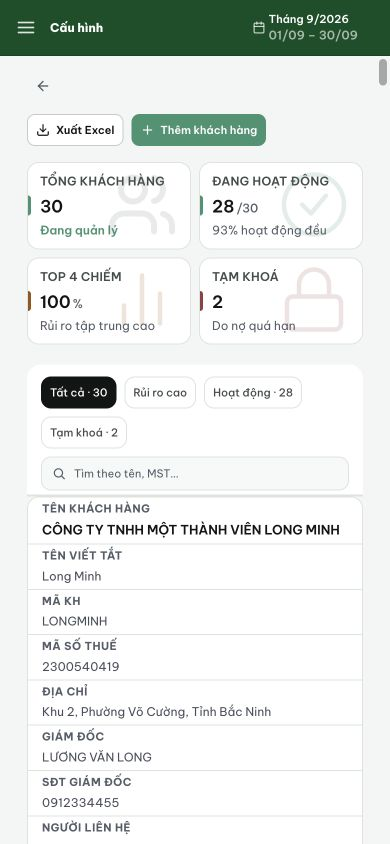 Cấu hình
Tháng 9/2026
01/09 – 30/09
Xuất Excel
Thêm khách hàng
TỔNG KHÁCH HÀNG
30
Đang quản lý
ĐANG HOẠT ĐỘNG
28 /30
93% hoạt động đều
TOP 4 CHIẾM
100 %
Rủi ro tập trung cao
TẠM KHOÁ
2
Do nợ quá hạn
Tất cả · 30
Rủi ro cao
Hoạt động · 28
Tạm khoá · 2
Tìm theo tên, MST...
TÊN KHÁCH HÀNG
CÔNG TY TNHH MỘT THÀNH VIÊN LONG MINH
TÊN VIẾT TẮT
Long Minh
MÃ KH
LONGMINH
MÃ SỐ THUẾ
2300540419
ĐỊA CHỈ
Khu 2, Phường Võ Cường, Tỉnh Bắc Ninh
GIÁM ĐỐC
LƯƠNG VĂN LONG
SĐT GIÁM ĐỐC
0912334455
NGƯỜI LIÊN HỆ